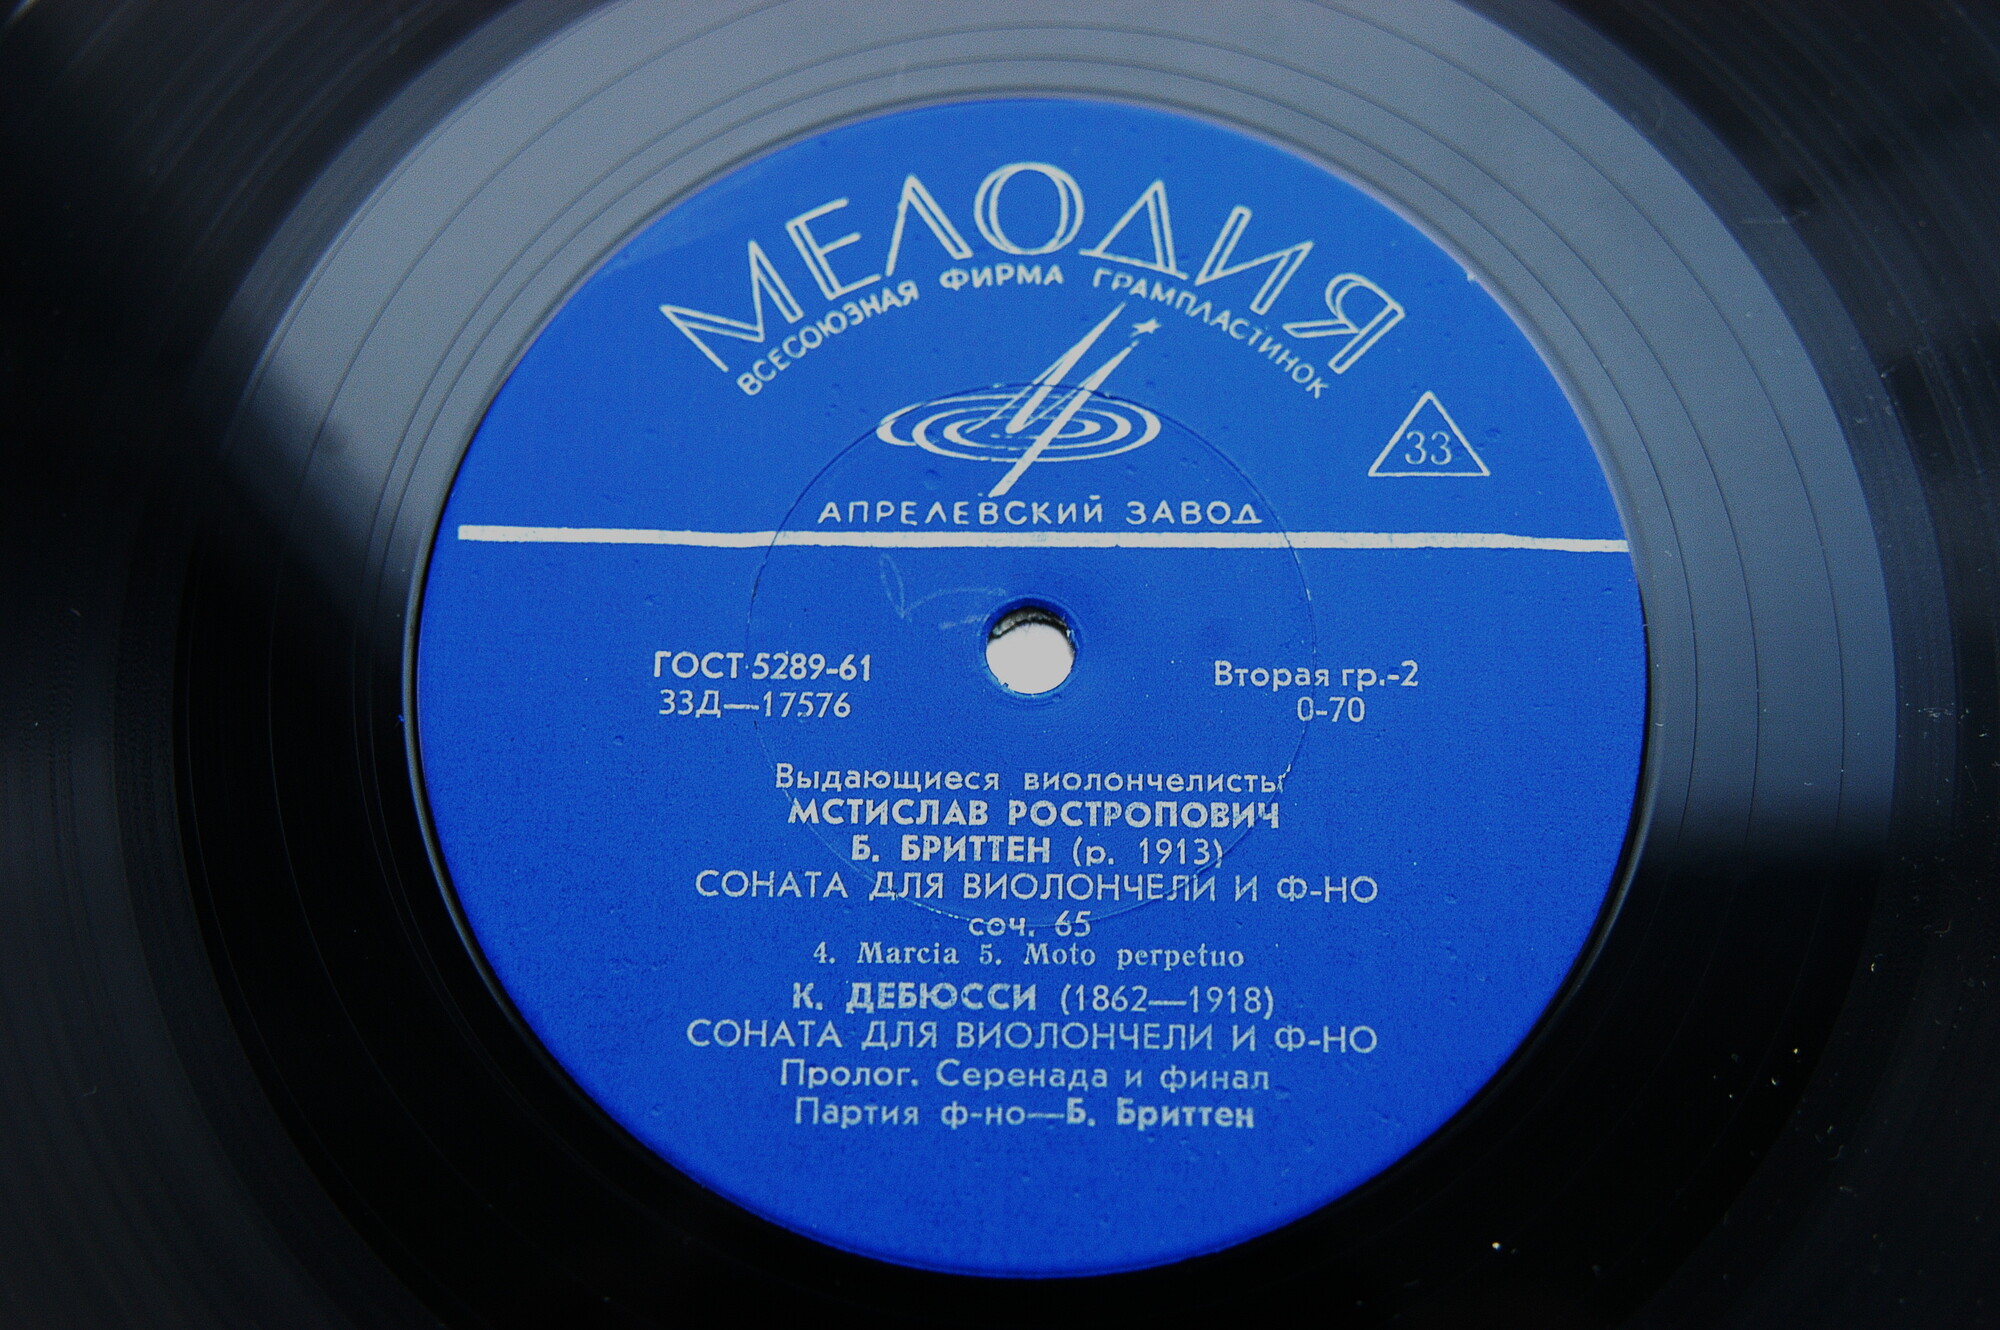 МЕЛОДИЯ
ВСЕСОЮЗНАЯ ФИРМА ГРАМПЛАСТИНОК
33
АПРЕЛЕВСКИЙ ЗАВОД
ГОСТ 5289-61
Вторая гр.-2
33Д—17576
0-70
Выдающиеся виолончелисты
МСТИСЛАВ РОСТРОПОВИЧ
Б. БРИТТЕН (р. 1913)
СОНАТА ДЛЯ ВИОЛОНЧЕЛИ И Ф-НО
соч. 65
4. Marcia 5. Moto perpetuo
К. ДЕБЮССИ (1862—1918)
СОНАТА ДЛЯ ВИОЛОНЧЕЛИ И Ф-НО
Пролог. Серенада и финал
Партия ф-но—Б. Бриттен